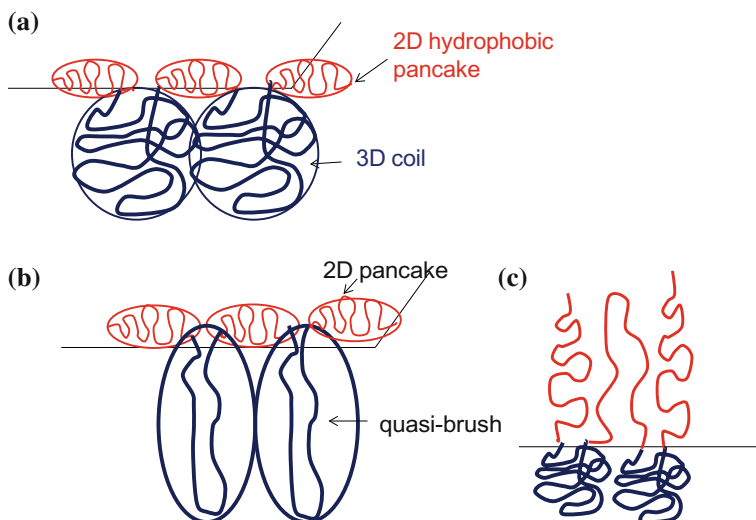 (a)
2D hydrophobic
pancake
3D coil
(b)
2D pancake
quasi-brush
(c)